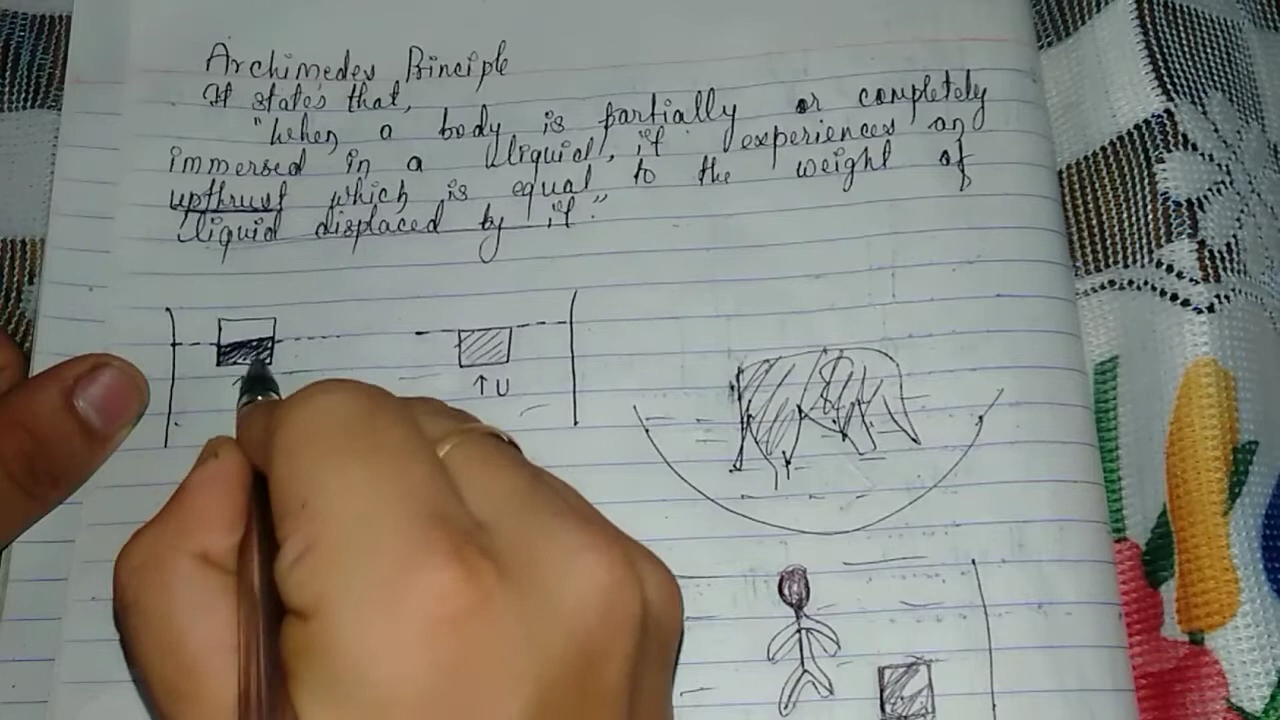 Archimedes Principle
It states that,
"When a body is partially or completely
immersed in a liquid, it experiences an
upthrust which is equal to the weight of
liquid displaced by it."
↑U